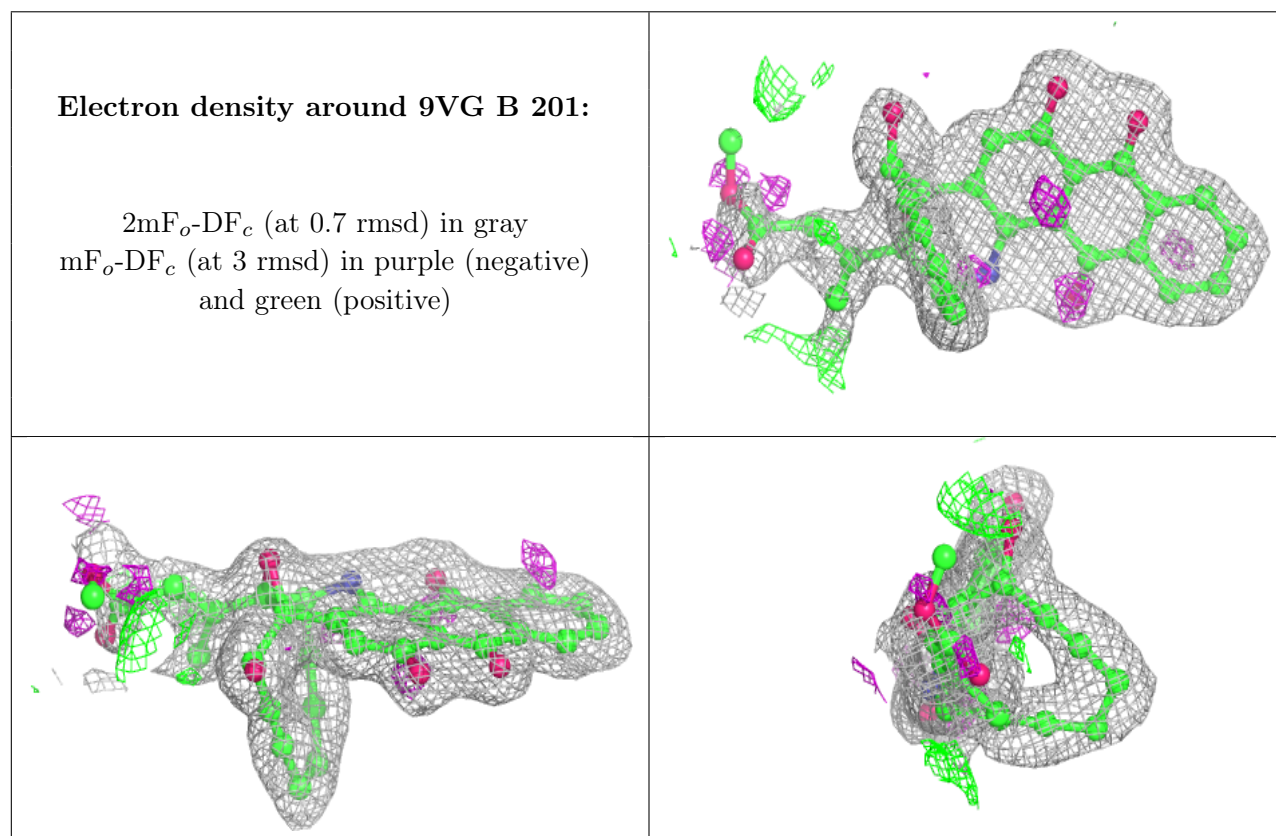 Electron density around 9VG B 201:
2mFₒ-DF𝑐 (at 0.7 rmsd) in gray
mFₒ-DF𝑐 (at 3 rmsd) in purple (negative)
and green (positive)